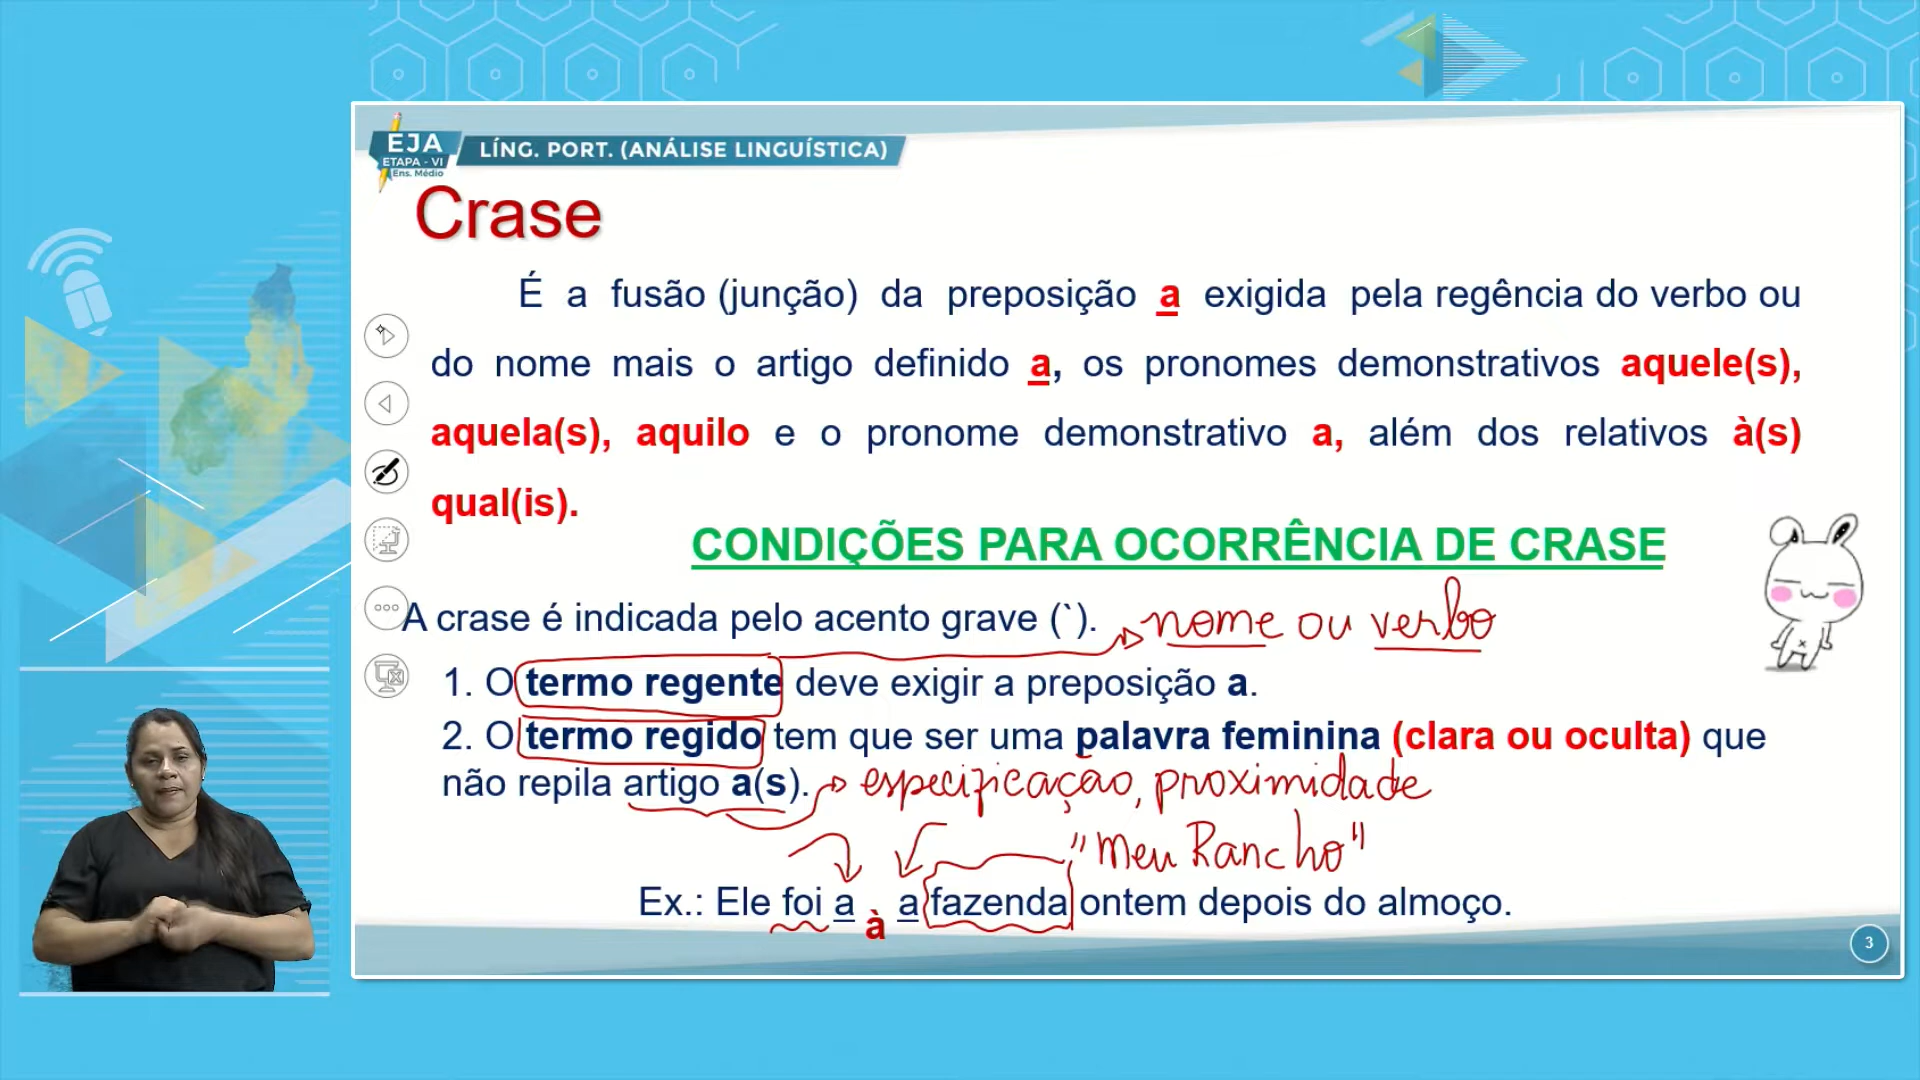 EJA
ETAPA - VI
Ens. Médio
LÍNG. PORT. (ANÁLISE LINGUÍSTICA)
Crase
É a fusão (junção) da preposição a exigida pela regência do verbo ou
do nome mais o artigo definido a, os pronomes demonstrativos aquele(s),
aquela(s), aquilo e o pronome demonstrativo a, além dos relativos à(s)
qual(is).
CONDIÇÕES PARA OCORRÊNCIA DE CRASE
A crase é indicada pelo acento grave (`).
nome ou verbo
1. O termo regente deve exigir a preposição a.
2. O termo regido tem que ser uma palavra feminina (clara ou oculta) que
não repila artigo a(s).
especificação, proximidade
"Meu Rancho"
Ex.: Ele foi a a fazenda ontem depois do almoço.
à
3